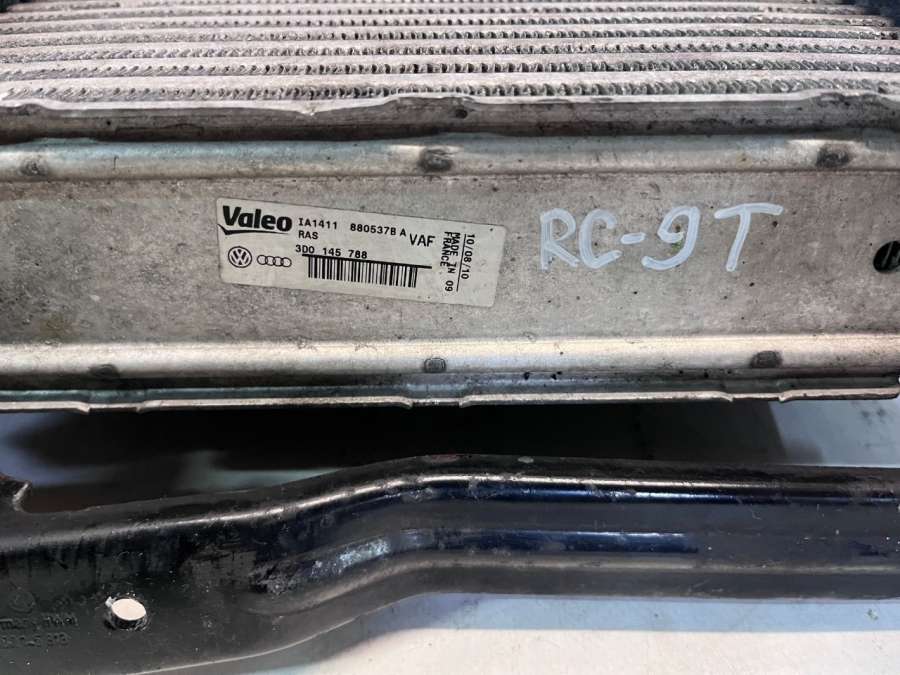 Valeo IA1411 880537B A
RAS VAF
3D0 145 788
10/08/10
MADE IN 09
FRANCE
RC-9T